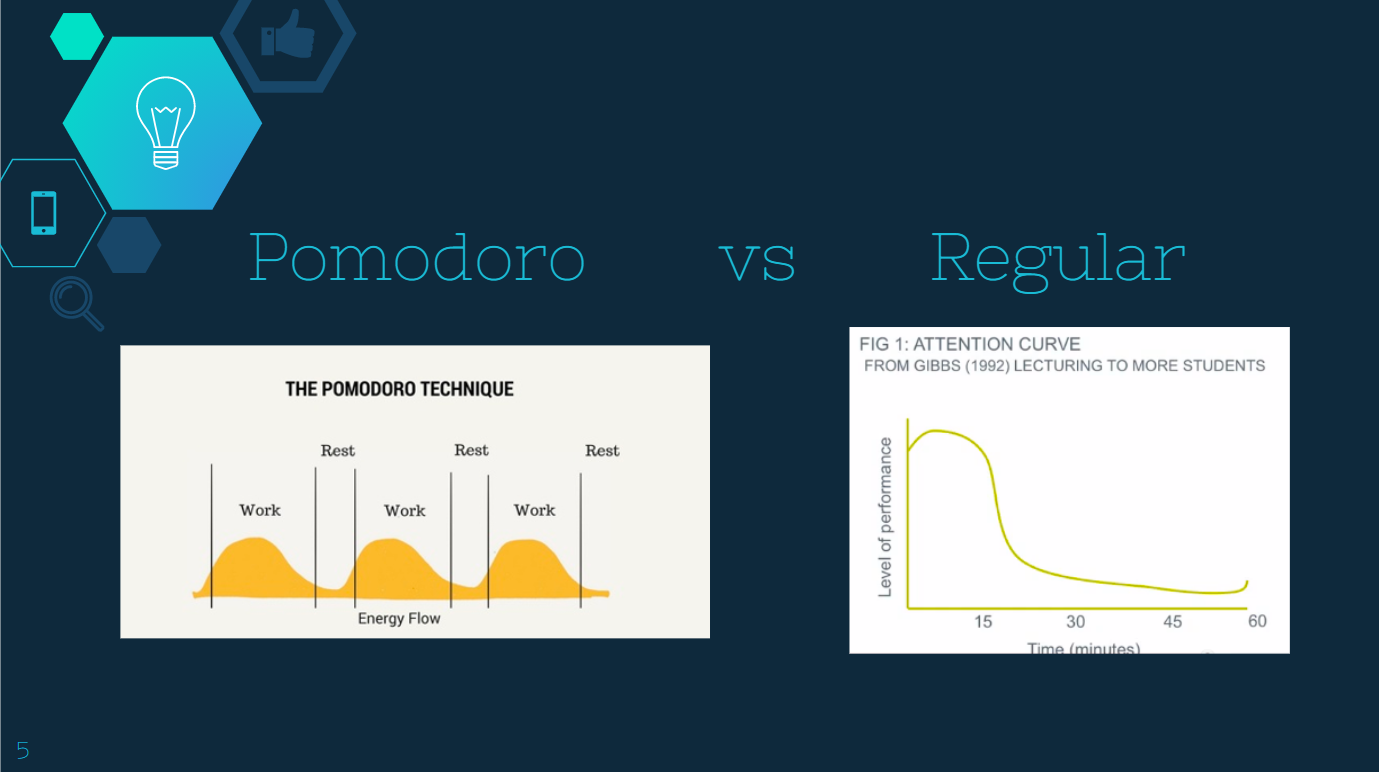 Pomodoro vs Regular
THE POMODORO TECHNIQUE
Rest Rest Rest
Work Work Work
Energy Flow
FIG 1: ATTENTION CURVE
FROM GIBBS (1992) LECTURING TO MORE STUDENTS
Level of performance
15 30 45 60
Time (minutes)
5